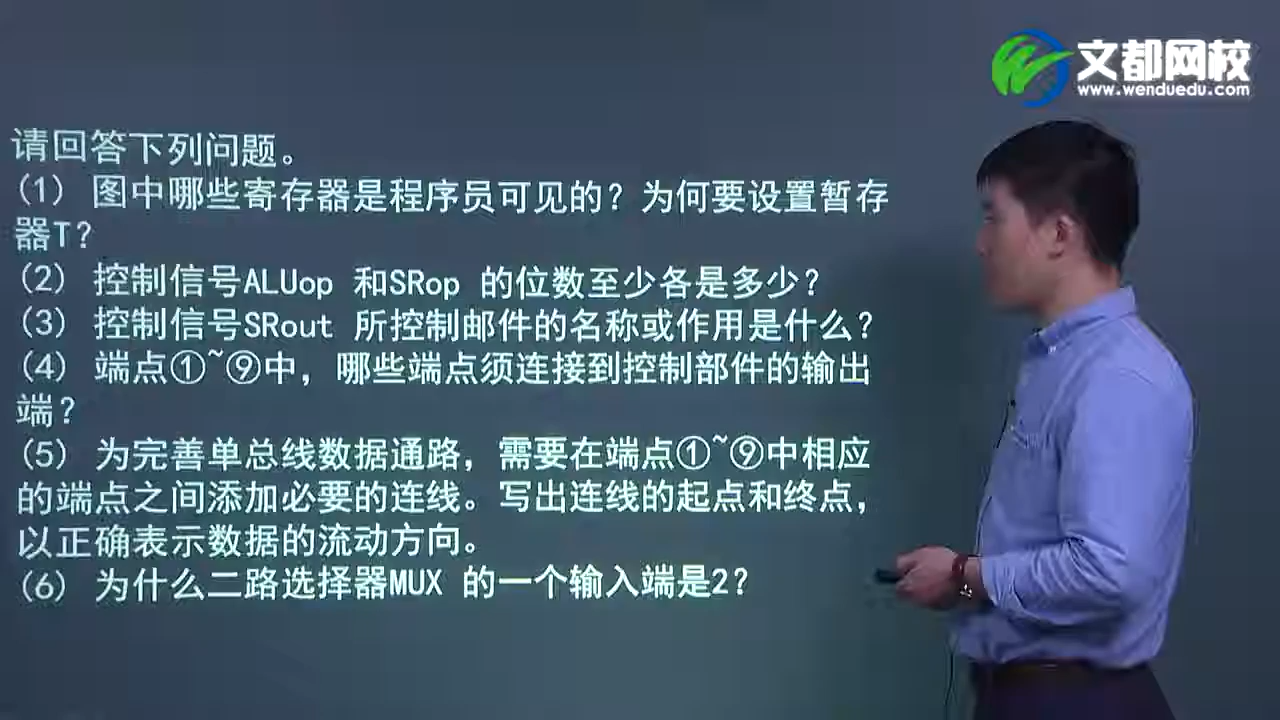 文都网校
www.wenduedu.com
请回答下列问题。
(1) 图中哪些寄存器是程序员可见的？为何要设置暂存
器T？
(2) 控制信号ALUop 和SRop 的位数至少各是多少？
(3) 控制信号SRout 所控制邮件的名称或作用是什么？
(4) 端点①~⑨中，哪些端点须连接到控制部件的输出
端？
(5) 为完善单总线数据通路，需要在端点①~⑨中相应
的端点之间添加必要的连线。写出连线的起点和终点，
以正确表示数据的流动方向。
(6) 为什么二路选择器MUX 的一个输入端是2？